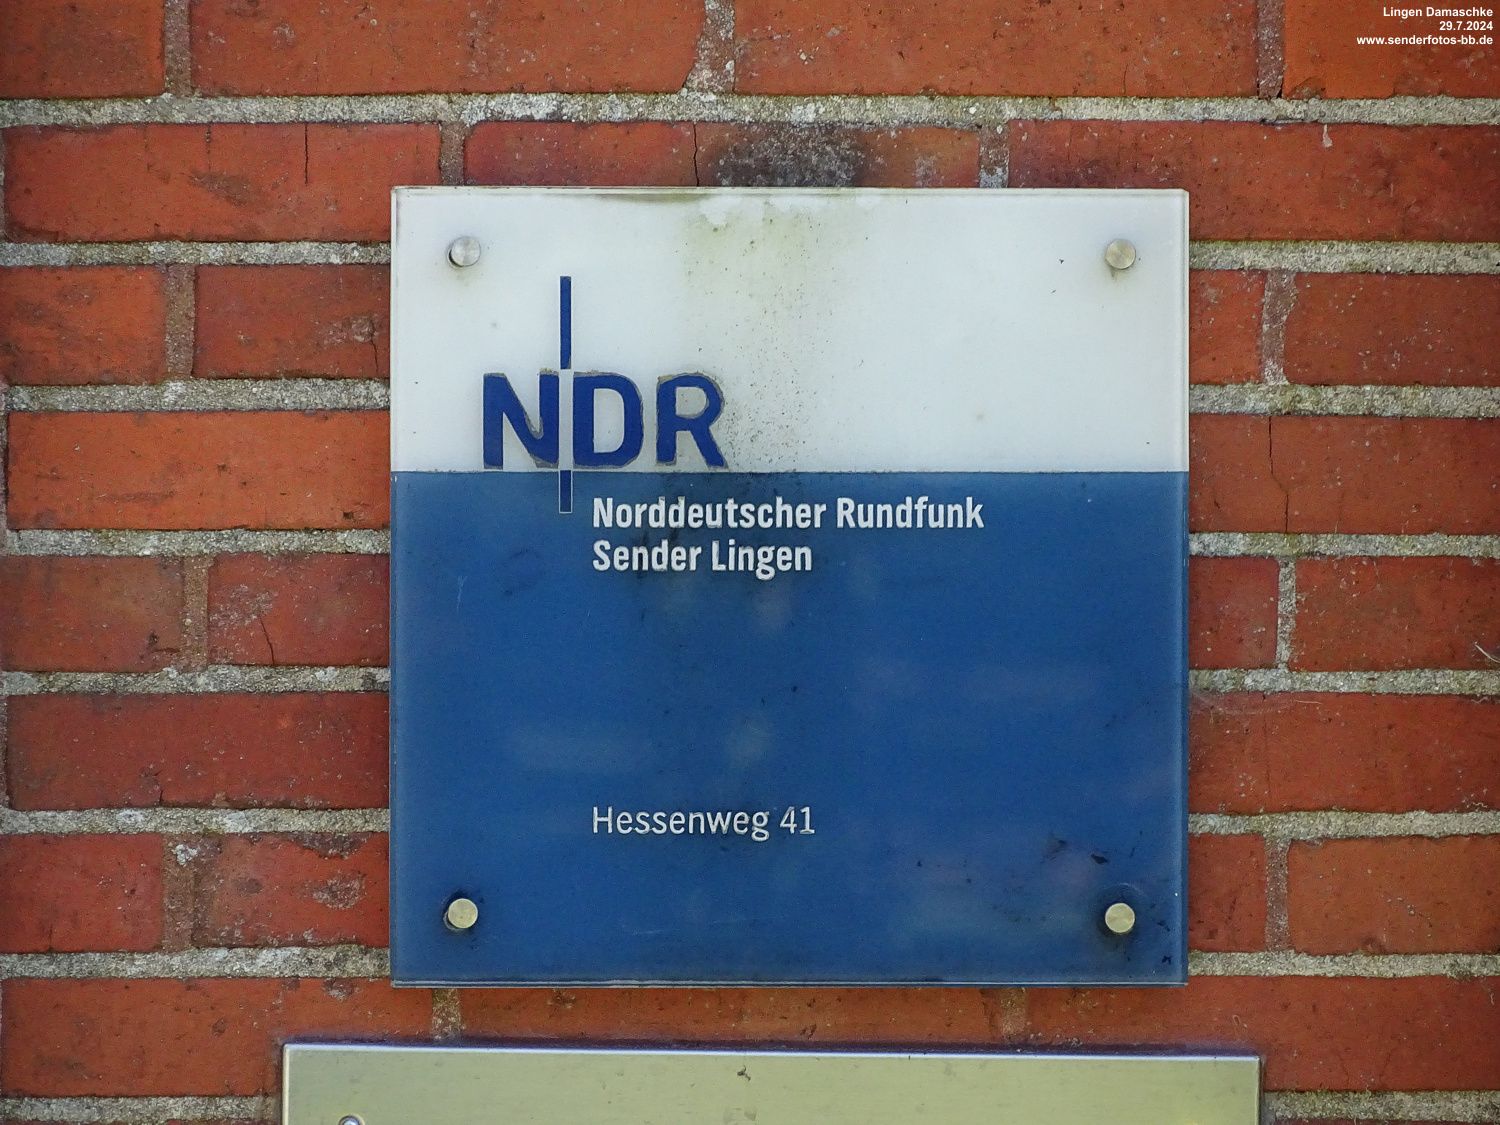 Lingen Damaschke
29.7.2024
www.senderfotos-bb.de
NDR
Norddeutscher Rundfunk
Sender Lingen
Hessenweg 41